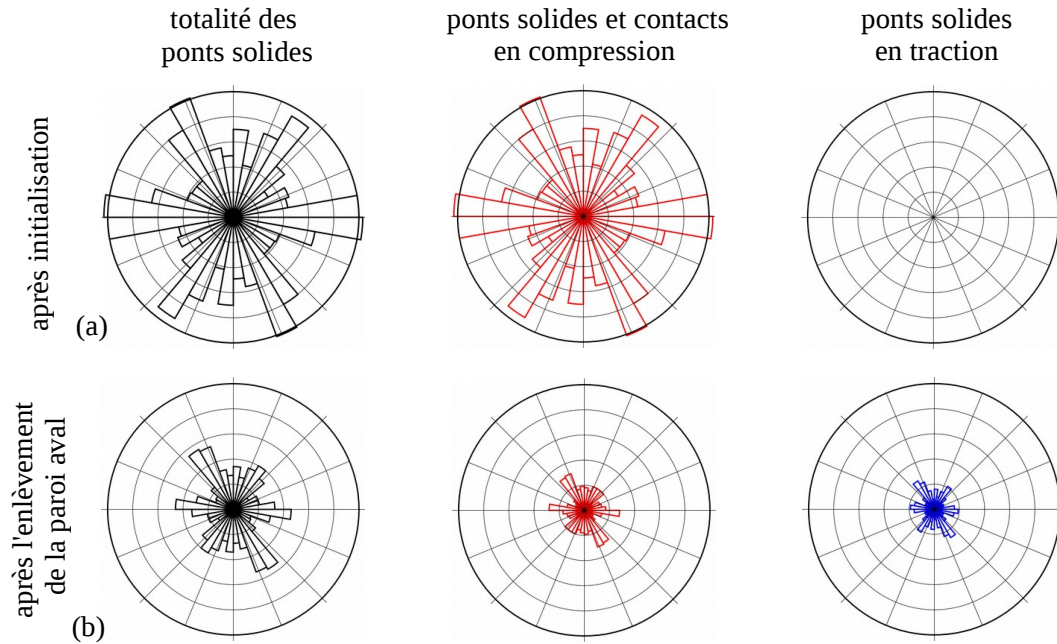 totalité des
ponts solides
ponts solides et contacts
en compression
ponts solides
en traction
après initialisation
(a)
après l'enlèvement
de la paroi aval
(b)